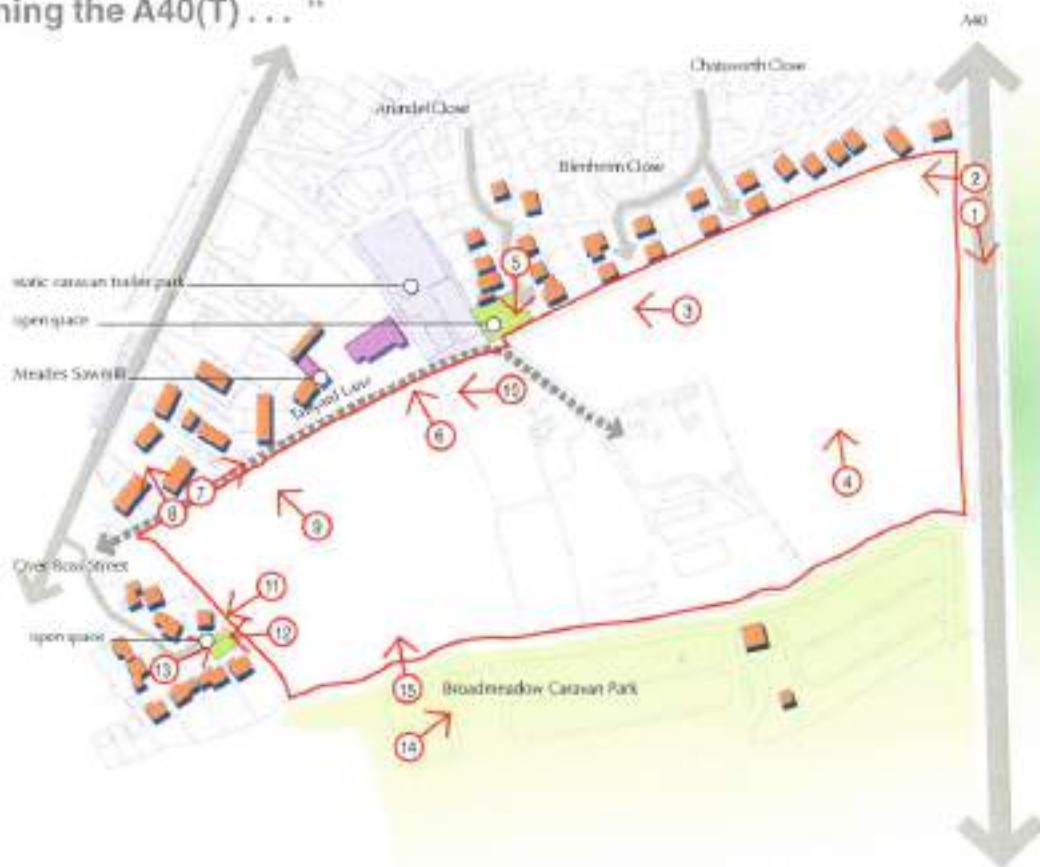 ning the A40(T) . . . "
A40
Chatsworth Close
Arundel Close
Blenheim Close
2
1
static caravan trailer park
5
3
open space
Meades Sawmill
Tanyard Lane
10
6
4
7
8
9
Over Ross Street
11
12
open space
13
15
Broadmeadow Caravan Park
14